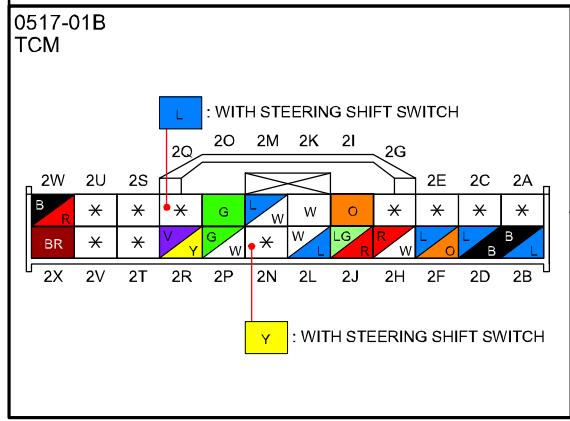 0517-01B
TCM
L : WITH STEERING SHIFT SWITCH
2Q 2O 2M 2K 2I 2G
2W 2U 2S 2E 2C 2A
B R * * * G L W W O * * * *
BR * * V Y G W * W L LG R R W L O L B B L
2X 2V 2T 2R 2P 2N 2L 2J 2H 2F 2D 2B
Y : WITH STEERING SHIFT SWITCH